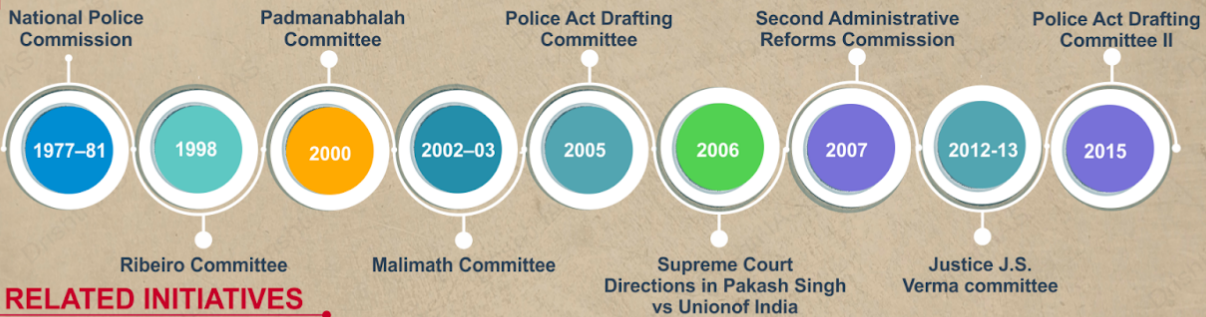 National Police
Commission
Padmanabhalah
Committee
Police Act Drafting
Committee
Second Administrative
Reforms Commission
Police Act Drafting
Committee II
1977–81
1998
2000
2002–03
2005
2006
2007
2012-13
2015
Ribeiro Committee
Malimath Committee
Supreme Court
Directions in Pakash Singh
vs Unionof India
Justice J.S.
Verma committee
RELATED INITIATIVES